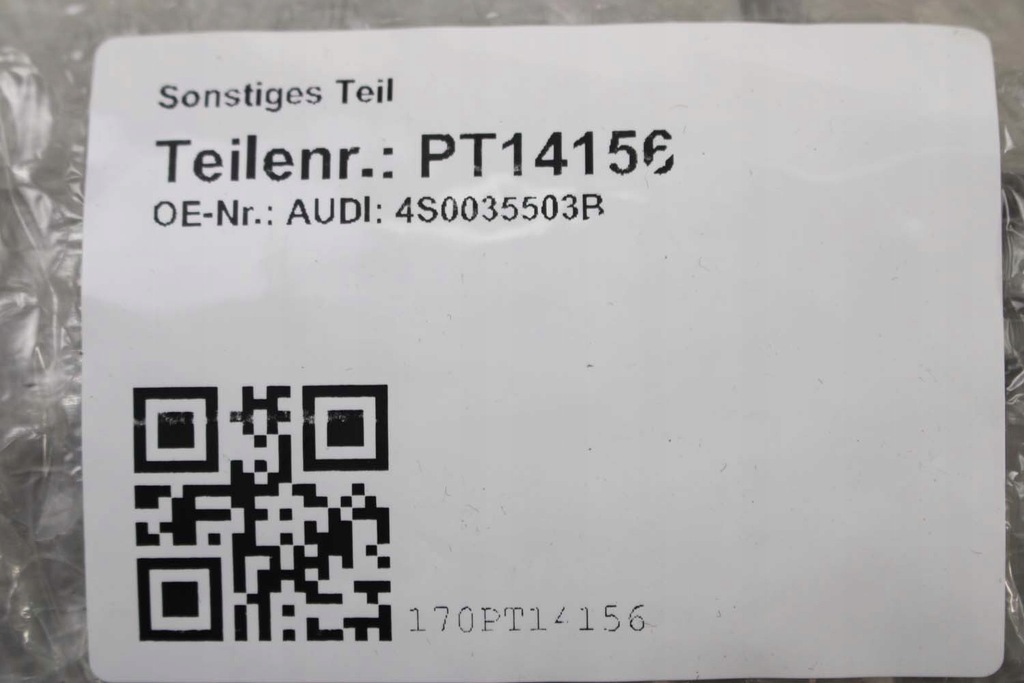 Sonstiges Teil
Teilenr.: PT14156
OE-Nr.: AUDI: 4S0035503B
170PT14156